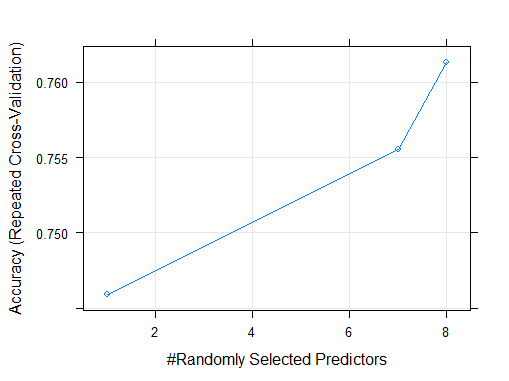 Accuracy (Repeated Cross-Validation)
0.760
0.755
0.750
2 4 6 8
#Randomly Selected Predictors